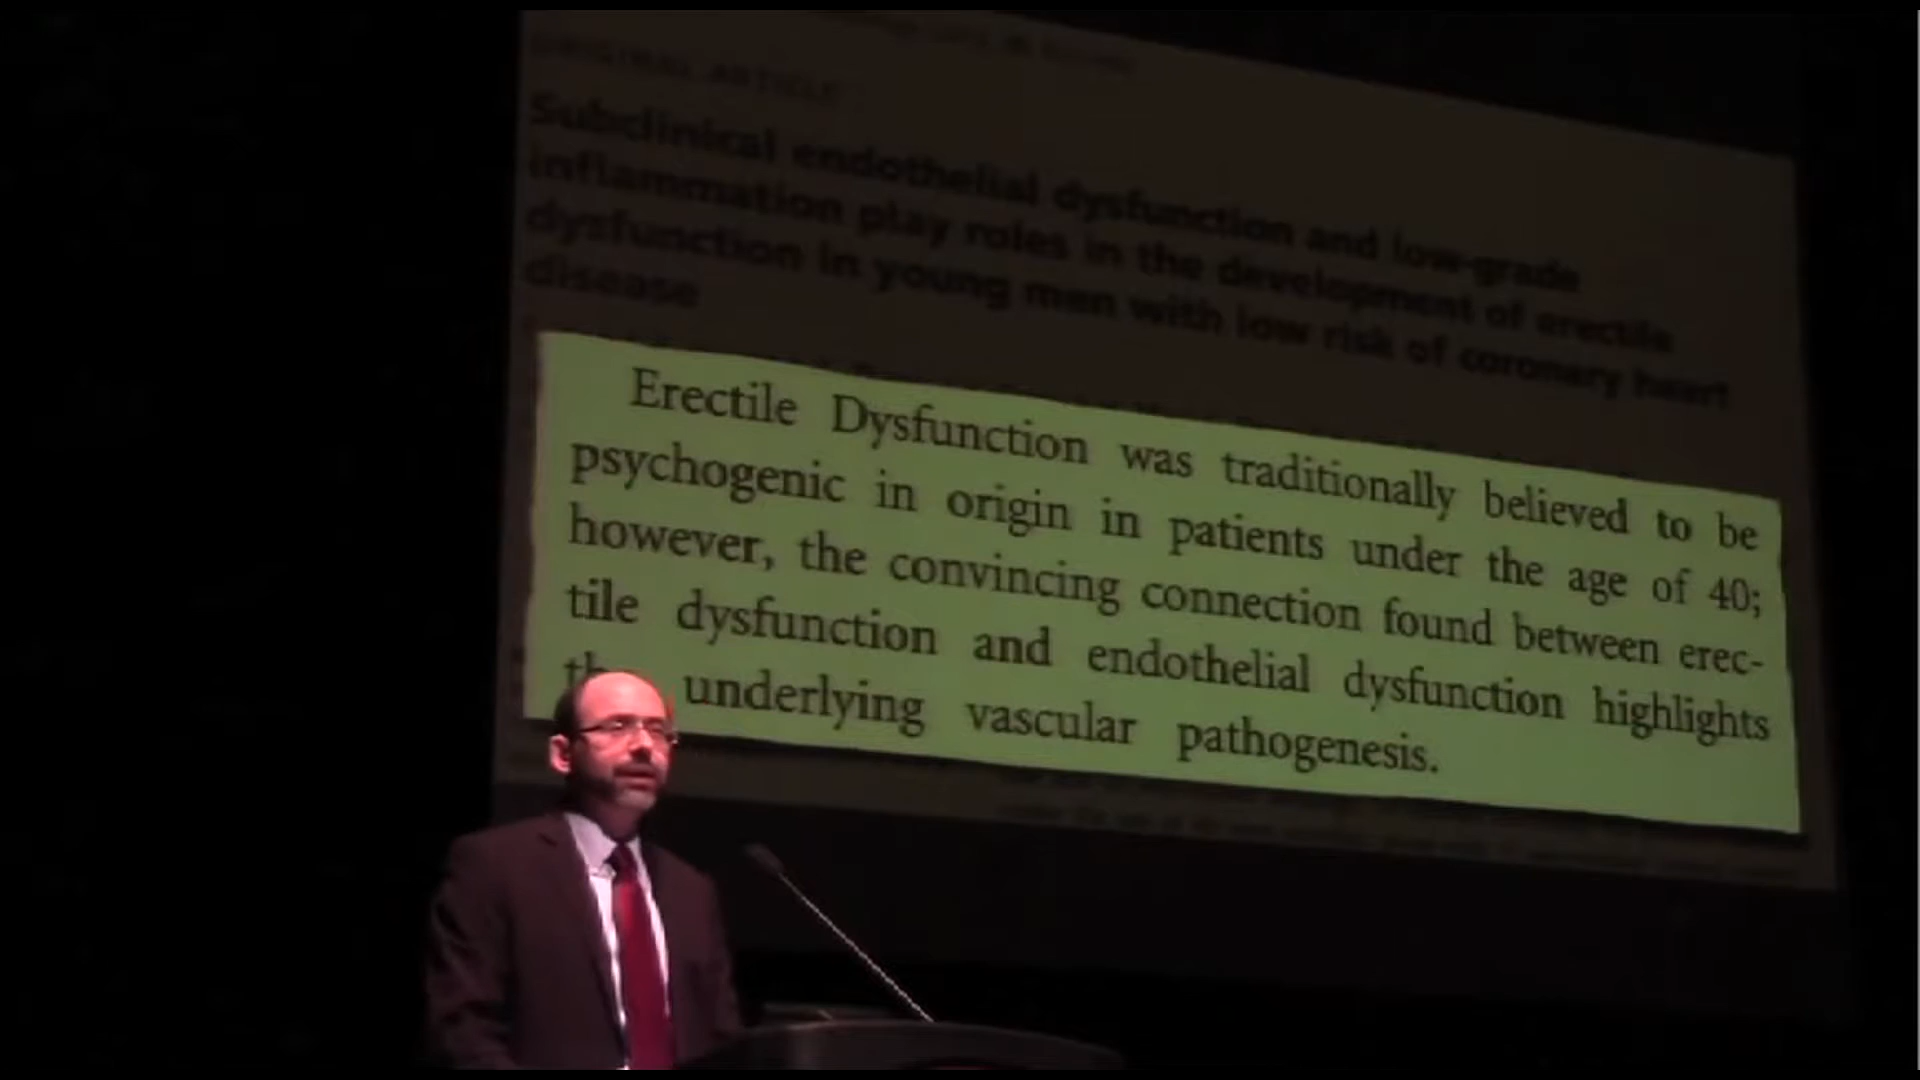 ORIGINAL ARTICLE
Subclinical endothelial dysfunction and low-grade
inflammation play roles in the development of erectile
dysfunction in young men with low risk of coronary heart
disease
Erectile Dysfunction was traditionally believed to be
psychogenic in origin in patients under the age of 40;
however, the convincing connection found between erec-
tile dysfunction and endothelial dysfunction highlights
underlying vascular pathogenesis.